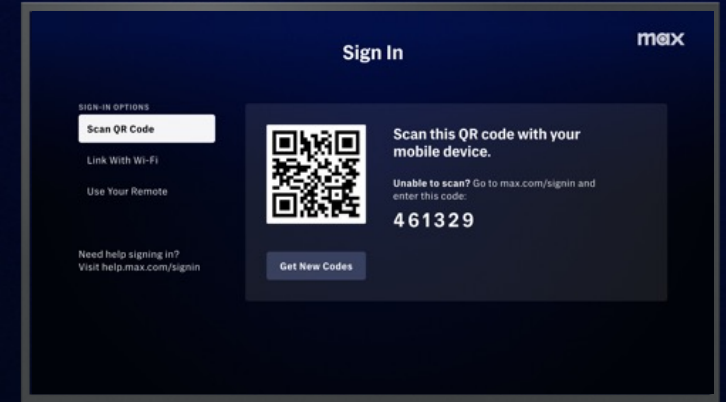 max
Sign In
SIGN-IN OPTIONS
Scan QR Code
Link With Wi-Fi
Use Your Remote
Need help signing in?
Visit help.max.com/signin
Scan this QR code with your
mobile device.
Unable to scan? Go to max.com/signin and
enter this code:
461329
Get New Codes